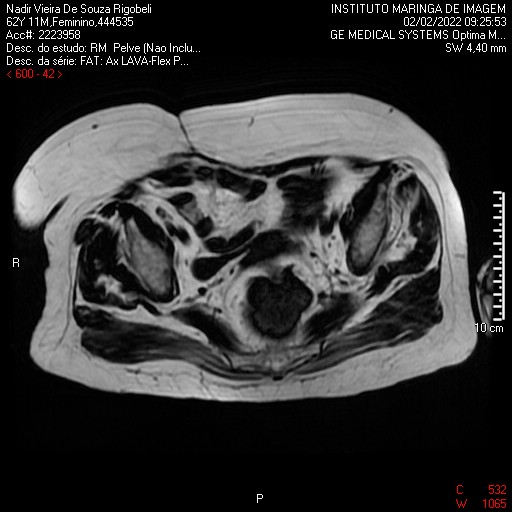 Nadir Vieira De Souza Rigobeli
62Y 11M,Feminino,444535
Acc#: 2223958
Desc. do estudo: RM Pelve (Nao Inclu...
Desc. da série: FAT: Ax LAVA-Flex P...
< 600 - 42 >
INSTITUTO MARINGA DE IMAGEM
02/02/2022 09:25:53
GE MEDICAL SYSTEMS Optima M...
SW 4,40 mm
R
10 cm
P
C 532
W 1065